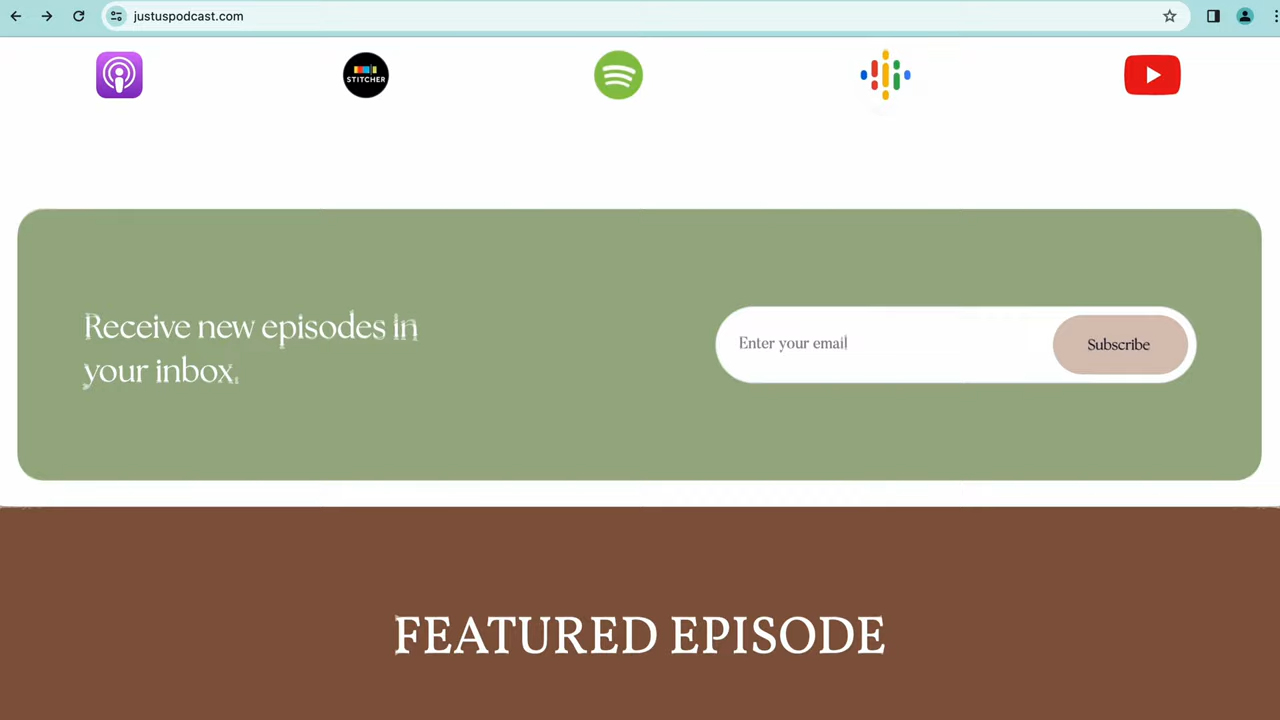 justuspodcast.com
STITCHER
Receive new episodes in
your inbox.
Enter your email
Subscribe
FEATURED EPISODE